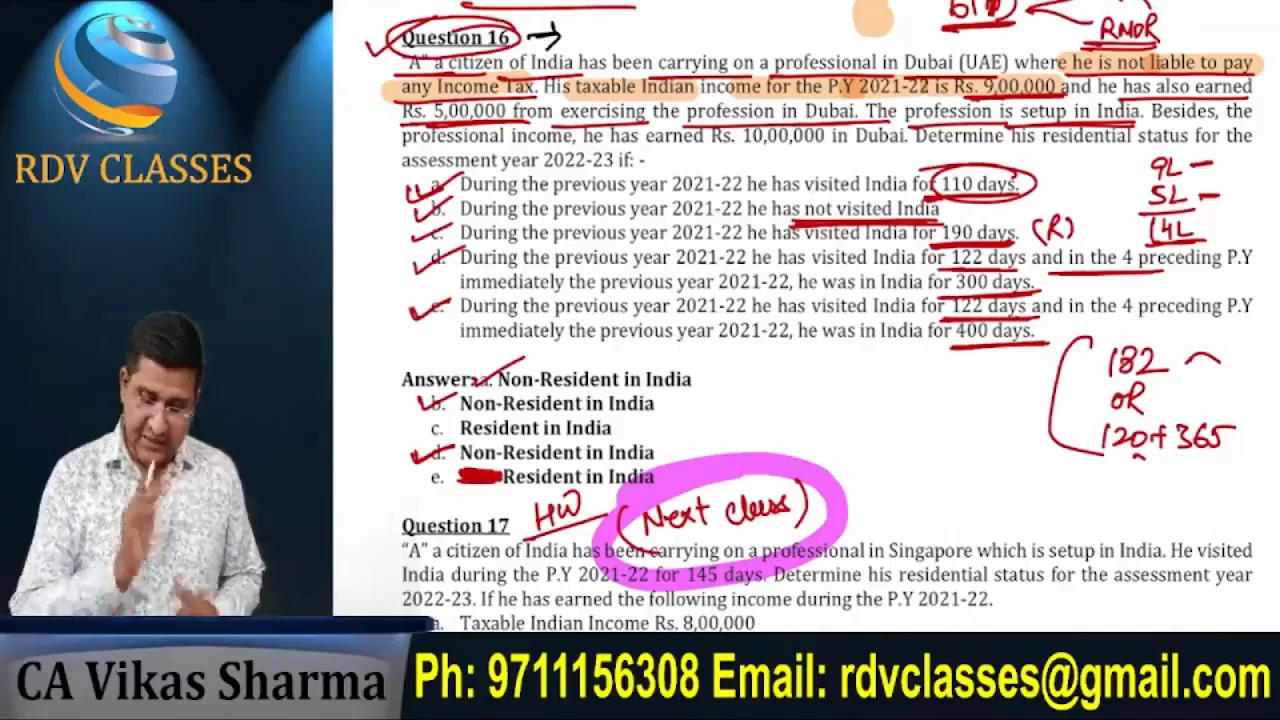 RNOR
Question 16
"A" a citizen of India has been carrying on a professional in Dubai (UAE) where he is not liable to pay
any Income Tax. His taxable Indian income for the P.Y 2021-22 is Rs. 9,00,000 and he has also earned
Rs. 5,00,000 from exercising the profession in Dubai. The profession is setup in India. Besides, the
professional income, he has earned Rs. 10,00,000 in Dubai. Determine his residential status for the
assessment year 2022-23 if: -
a. During the previous year 2021-22 he has visited India for 110 days.
b. During the previous year 2021-22 he has not visited India
c. During the previous year 2021-22 he has visited India for 190 days. (R)
d. During the previous year 2021-22 he has visited India for 122 days and in the 4 preceding P.Y
immediately the previous year 2021-22, he was in India for 300 days.
e. During the previous year 2021-22 he has visited India for 122 days and in the 4 preceding P.Y
immediately the previous year 2021-22, he was in India for 400 days.
9L
5L
14L
182
OR
120+365
Answer: a. Non-Resident in India
b. Non-Resident in India
c. Resident in India
d. Non-Resident in India
e. Resident in India
Question 17 HW (Next class)
"A" a citizen of India has been carrying on a professional in Singapore which is setup in India. He visited
India during the P.Y 2021-22 for 145 days. Determine his residential status for the assessment year
2022-23. If he has earned the following income during the P.Y 2021-22.
a. Taxable Indian Income Rs. 8,00,000
RDV CLASSES
CA Vikas Sharma
Ph: 9711156308 Email: rdvclasses@gmail.com